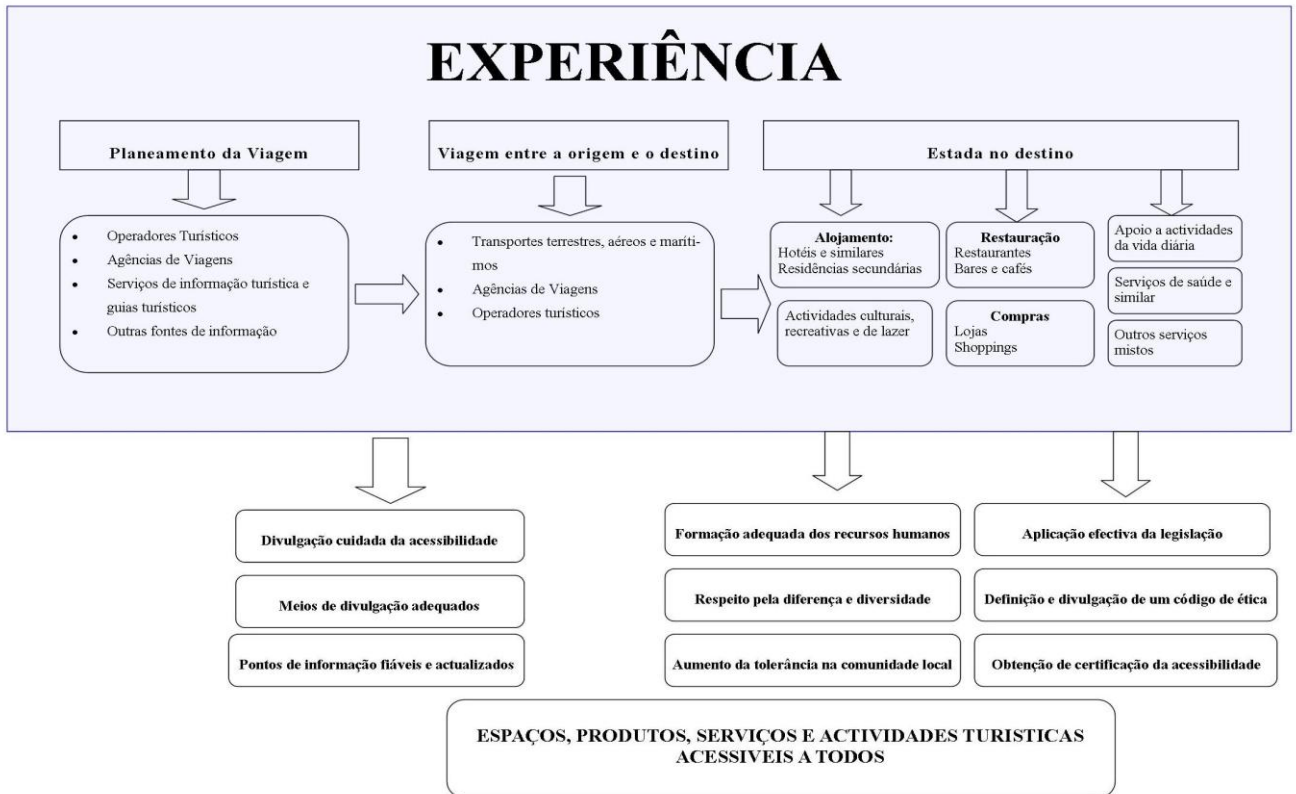 EXPERIÊNCIA
Planeamento da Viagem
Viagem entre a origem e o destino
Estada no destino
• Operadores Turísticos
• Agências de Viagens
• Serviços de informação turística e
guias turísticos
• Outras fontes de informação
• Transportes terrestres, aéreos e maríti-
mos
• Agências de Viagens
• Operadores turísticos
Alojamento:
Hotéis e similares
Residências secundárias
Actividades culturais,
recreativas e de lazer
Restauração
Restaurantes
Bares e cafés
Compras
Lojas
Shoppings
Apoio a actividades
da vida diária
Serviços de saúde e
similar
Outros serviços
mistos
Divulgação cuidada da acessibilidade
Meios de divulgação adequados
Pontos de informação fiáveis e actualizados
Formação adequada dos recursos humanos
Respeito pela diferença e diversidade
Aumento da tolerância na comunidade local
Aplicação efectiva da legislação
Definição e divulgação de um código de ética
Obtenção de certificação da acessibilidade
ESPAÇOS, PRODUTOS, SERVIÇOS E ACTIVIDADES TURISTICAS
ACESSIVEIS A TODOS